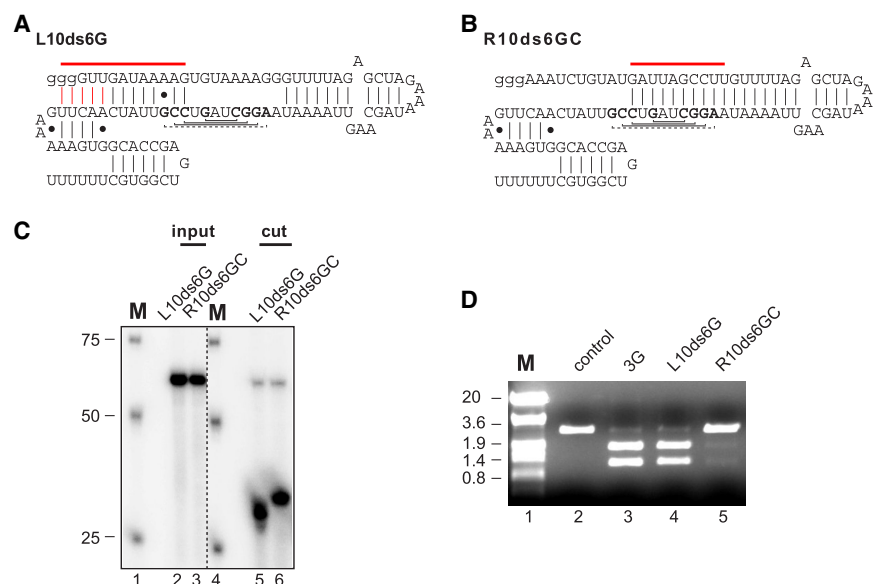 A
L10ds6G
A
gggGUUGAUAAAAGUGUAAAAGGGUUUUAG GCUAG
A
A
GUUCAACUAUUGCCUGAUCGGAAUAAAAUU CGAUA
A
A
GAA
AAAGUGGCACCGA
G
UUUUUUCGUGGCU
B
R10ds6GC
A
gggAAAUCUGUAUGAUUAGCCUUGUUUUAG GCUAG
A
A
GUUCAACUAUUGCCUGAUCGGAAUAAAAUU CGAUA
A
A
GAA
AAAGUGGCACCGA
G
UUUUUUCGUGGCU
C
input cut
M L10ds6G R10ds6GC M L10ds6G R10ds6GC
75
50
25
1 2 3 4 5 6
D
M control 3G L10ds6G R10ds6GC
20
3.6
1.9
1.4
0.8
1 2 3 4 5